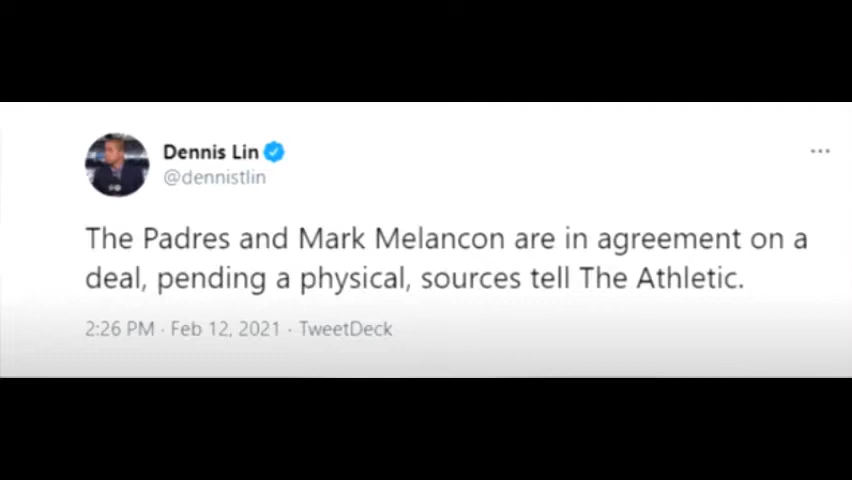 Dennis Lin
@dennistlin
The Padres and Mark Melancon are in agreement on a
deal, pending a physical, sources tell The Athletic.
2:26 PM · Feb 12, 2021 · TweetDeck